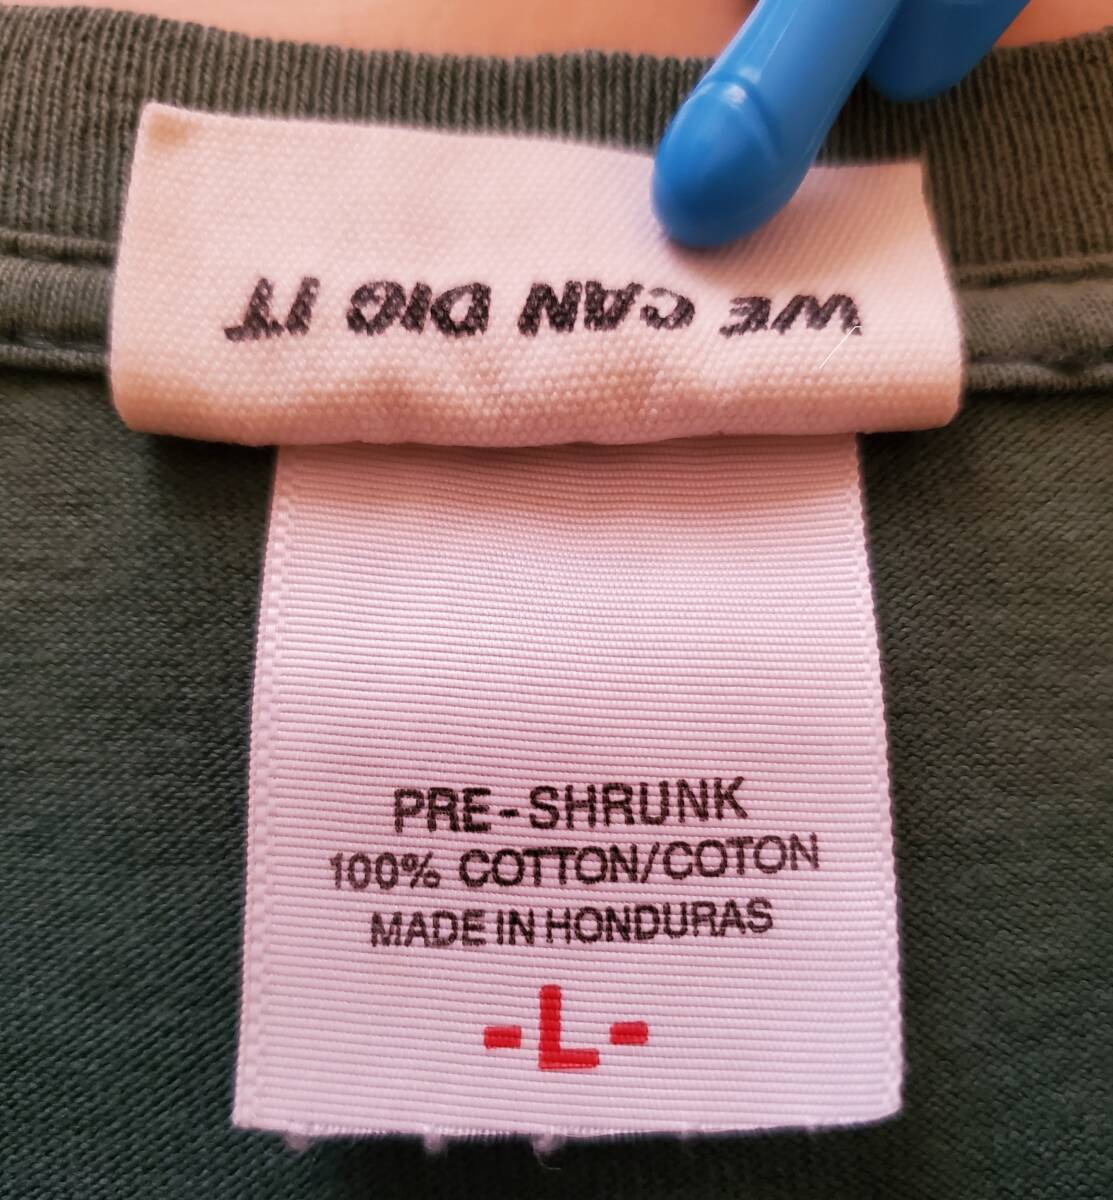 WE CAN DIG IT
PRE-SHRUNK
100% COTTON/COTON
MADE IN HONDURAS
-L-